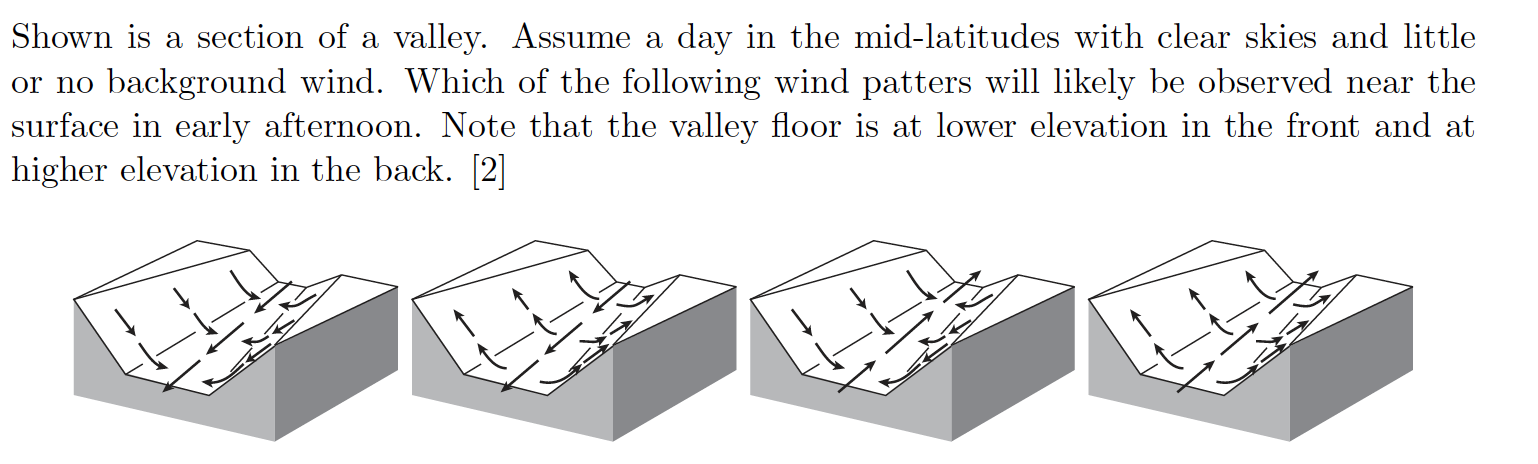 Shown is a section of a valley. Assume a day in the mid-latitudes with clear skies and little
or no background wind. Which of the following wind patters will likely be observed near the
surface in early afternoon. Note that the valley floor is at lower elevation in the front and at
higher elevation in the back. [2]